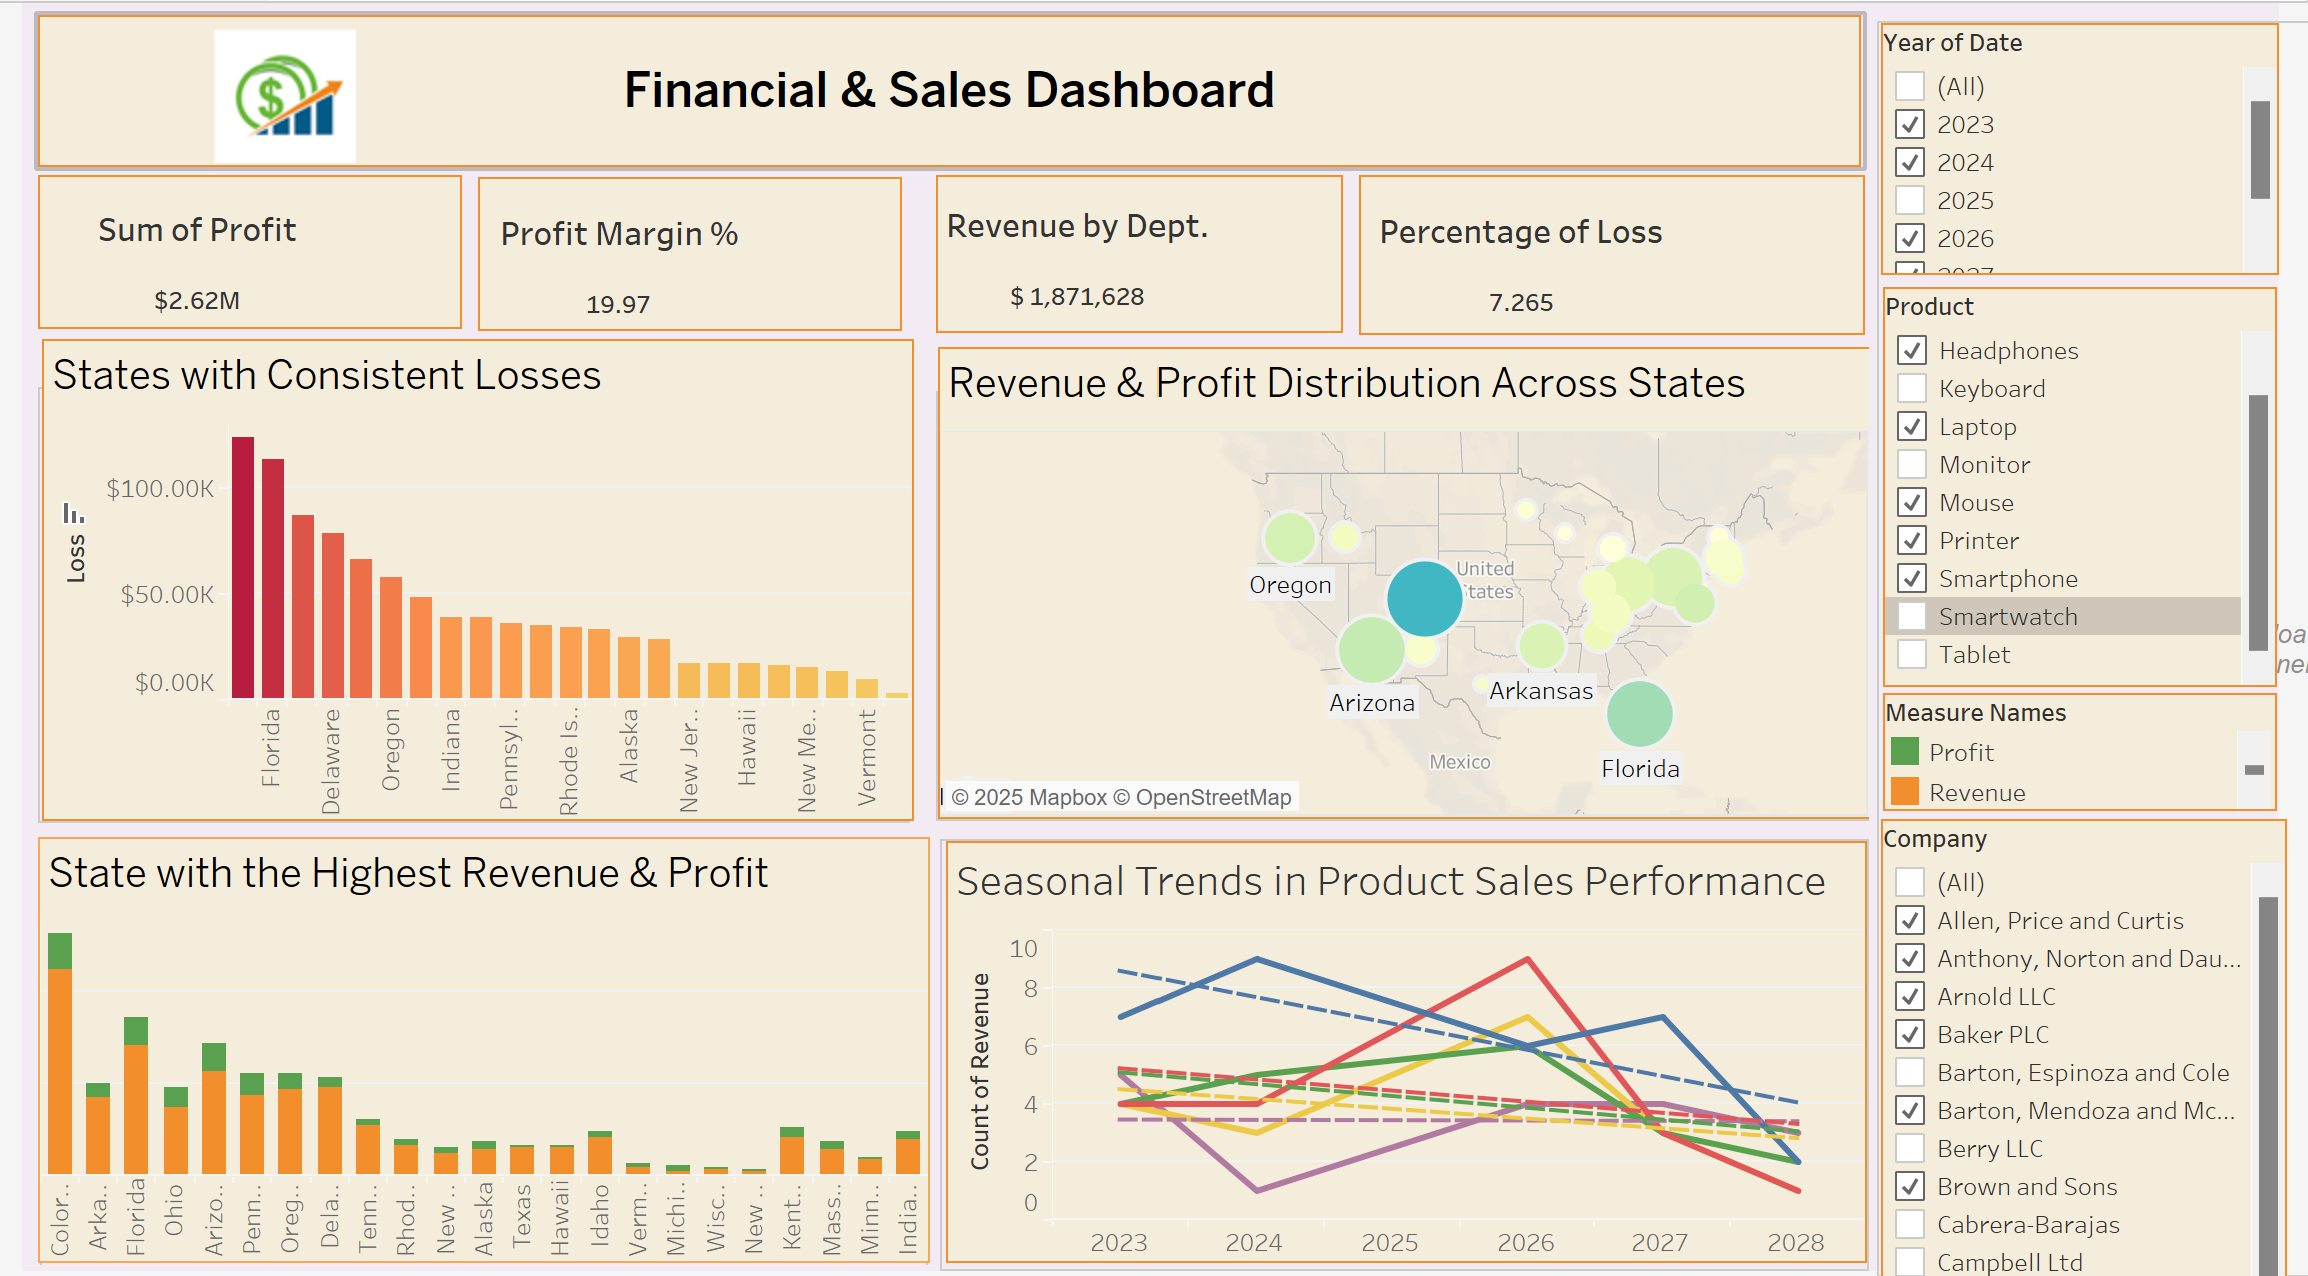 Financial & Sales Dashboard
Sum of Profit
$2.62M
Profit Margin %
19.97
Revenue by Dept.
$ 1,871,628
Percentage of Loss
7.265
States with Consistent Losses
Loss
$100.00K
$50.00K
$0.00K
Florida
Delaware
Oregon
Indiana
Pennsyl..
Rhode Is..
Alaska
New Jer..
Hawaii
New Me..
Vermont
Revenue & Profit Distribution Across States
Oregon
United
States
Arizona
Arkansas
Florida
Mexico
© 2025 Mapbox © OpenStreetMap
State with the Highest Revenue & Profit
Color..
Arka..
Florida
Ohio
Arizo..
Penn..
Oreg..
Dela..
Tenn..
Rhod..
New ..
Alaska
Texas
Hawaii
Idaho
Verm..
Michi..
Wisc..
New ..
Kent..
Mass..
Minn..
India..
Seasonal Trends in Product Sales Performance
Count of Revenue
10
8
6
4
2
0
2023
2024
2025
2026
2027
2028
Year of Date
(All)
2023
2024
2025
2026
2027
Product
Headphones
Keyboard
Laptop
Monitor
Mouse
Printer
Smartphone
Smartwatch
Tablet
Measure Names
Profit
Revenue
Company
(All)
Allen, Price and Curtis
Anthony, Norton and Dau...
Arnold LLC
Baker PLC
Barton, Espinoza and Cole
Barton, Mendoza and Mc...
Berry LLC
Brown and Sons
Cabrera-Barajas
Campbell Ltd